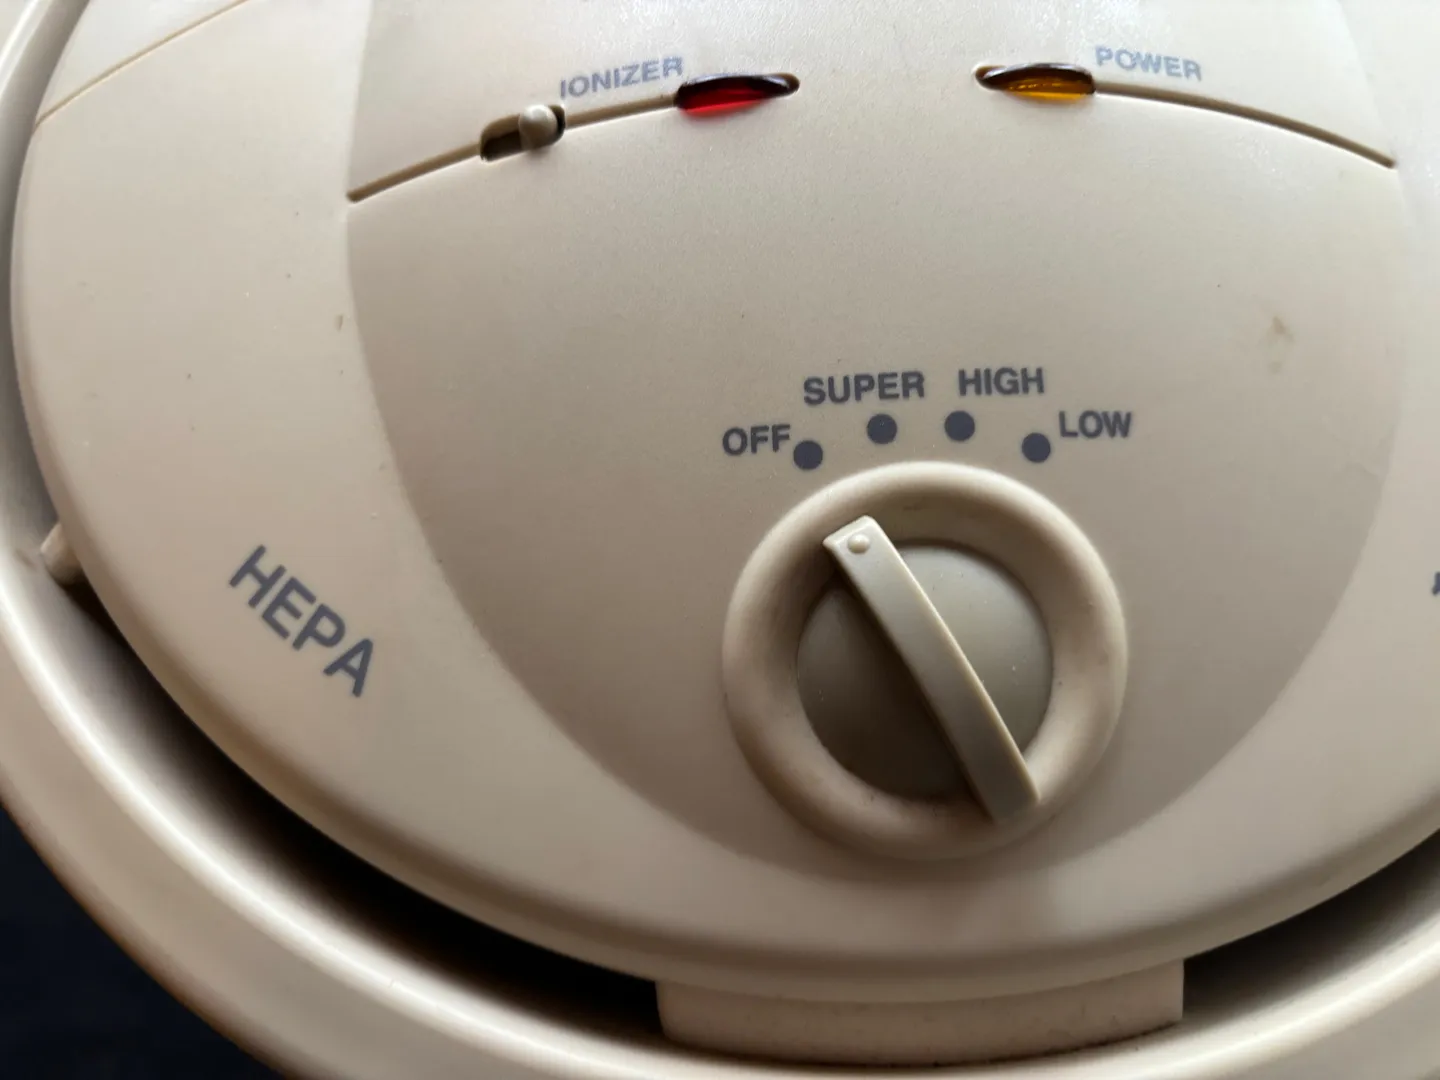 IONIZER
POWER
SUPER HIGH
OFF LOW
HEPA